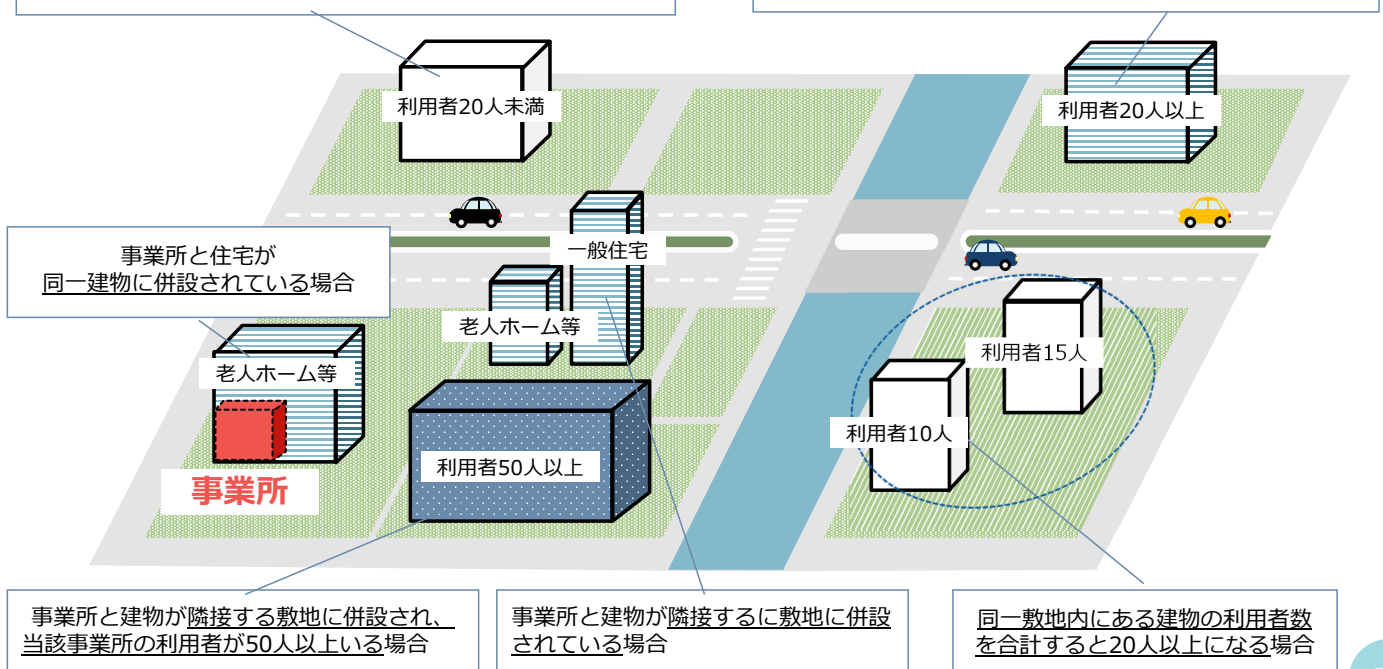 利用者20人未満
利用者20人以上
事業所と住宅が
同一建物に併設されている場合
一般住宅
老人ホーム等
利用者15人
老人ホーム等
利用者10人
利用者50人以上
事業所
事業所と建物が隣接する敷地に併設され、
当該事業所の利用者が50人以上いる場合
事業所と建物が隣接するに敷地に併設
されている場合
同一敷地内にある建物の利用者数
を合計すると20人以上になる場合